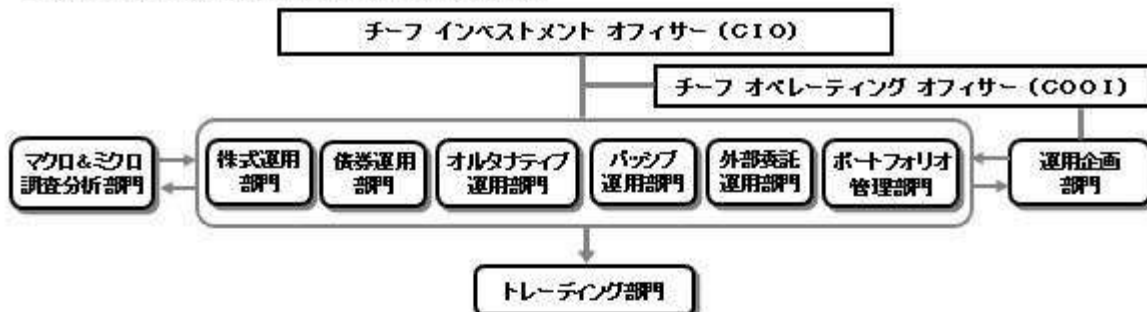 チーフ インベストメント オフィサー (CIO)
チーフ オペレーティング オフィサー (COOI)
マクロ&ミクロ
調査分析部門
株式運用
部門
債券運用
部門
オルタナティブ
運用部門
パッシブ
運用部門
外部委託
運用部門
ポートフォリオ
管理部門
運用企画
部門
トレーディング部門